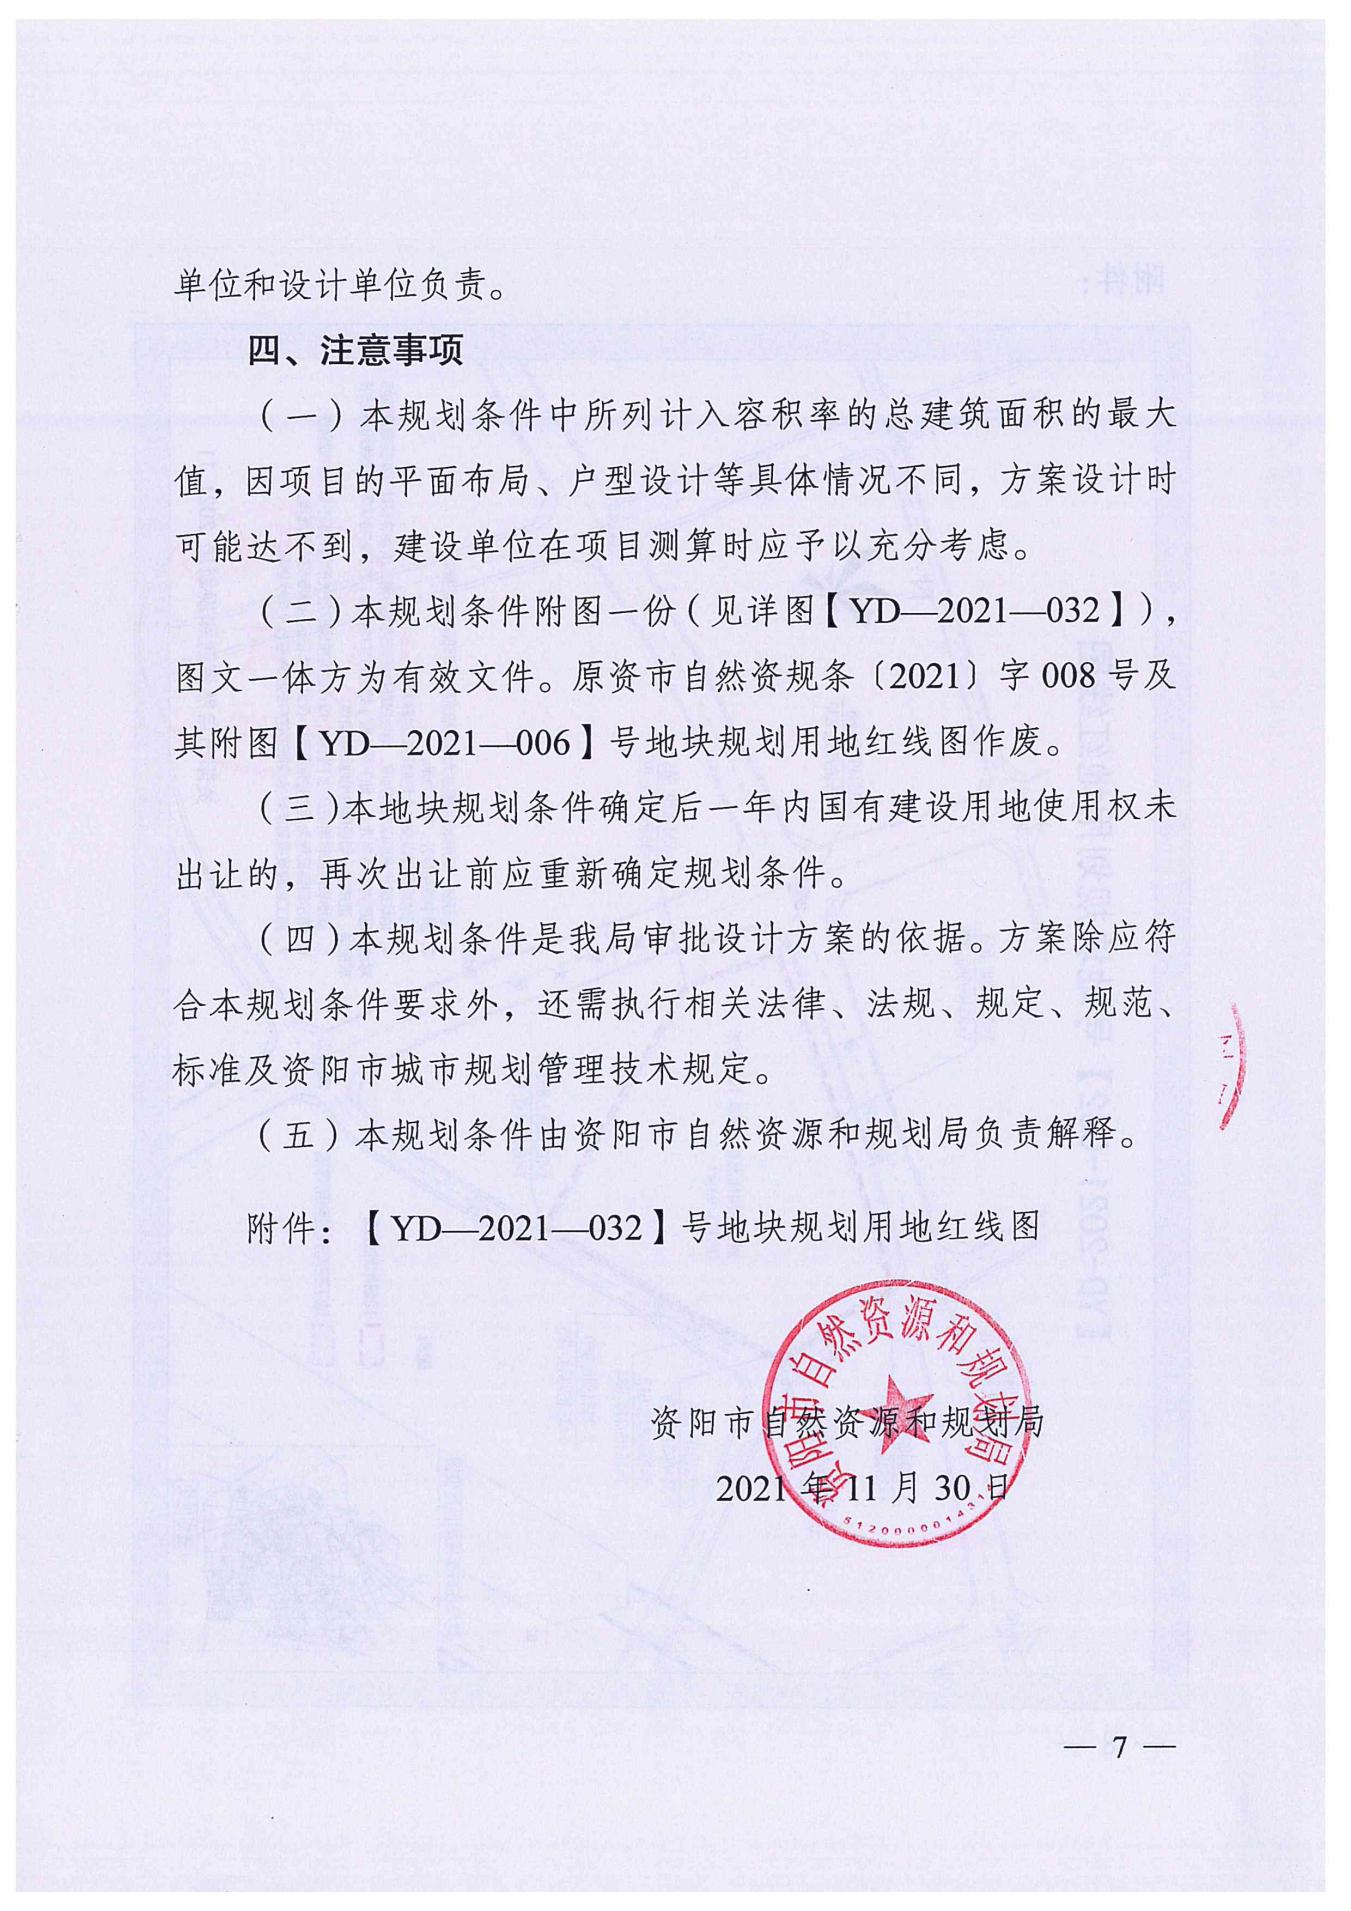 单位和设计单位负责。
四、注意事项
（一）本规划条件中所列计入容积率的总建筑面积的最大
值，因项目的平面布局、户型设计等具体情况不同，方案设计时
可能达不到，建设单位在项目测算时应予以充分考虑。
（二）本规划条件附图一份（见详图【YD—2021—032】），
图文一体方为有效文件。原资市自然资规条〔2021〕字 008 号及
其附图【YD—2021—006】号地块规划用地红线图作废。
（三）本地块规划条件确定后一年内国有建设用地使用权未
出让的，再次出让前应重新确定规划条件。
（四）本规划条件是我局审批设计方案的依据。方案除应符
合本规划条件要求外，还需执行相关法律、法规、规定、规范、
标准及资阳市城市规划管理技术规定。
（五）本规划条件由资阳市自然资源和规划局负责解释。
附件：【YD—2021—032】号地块规划用地红线图
资阳市自然资源和规划局
资阳市自然资源和规划局
2021 年 11 月 30 日
— 7 —